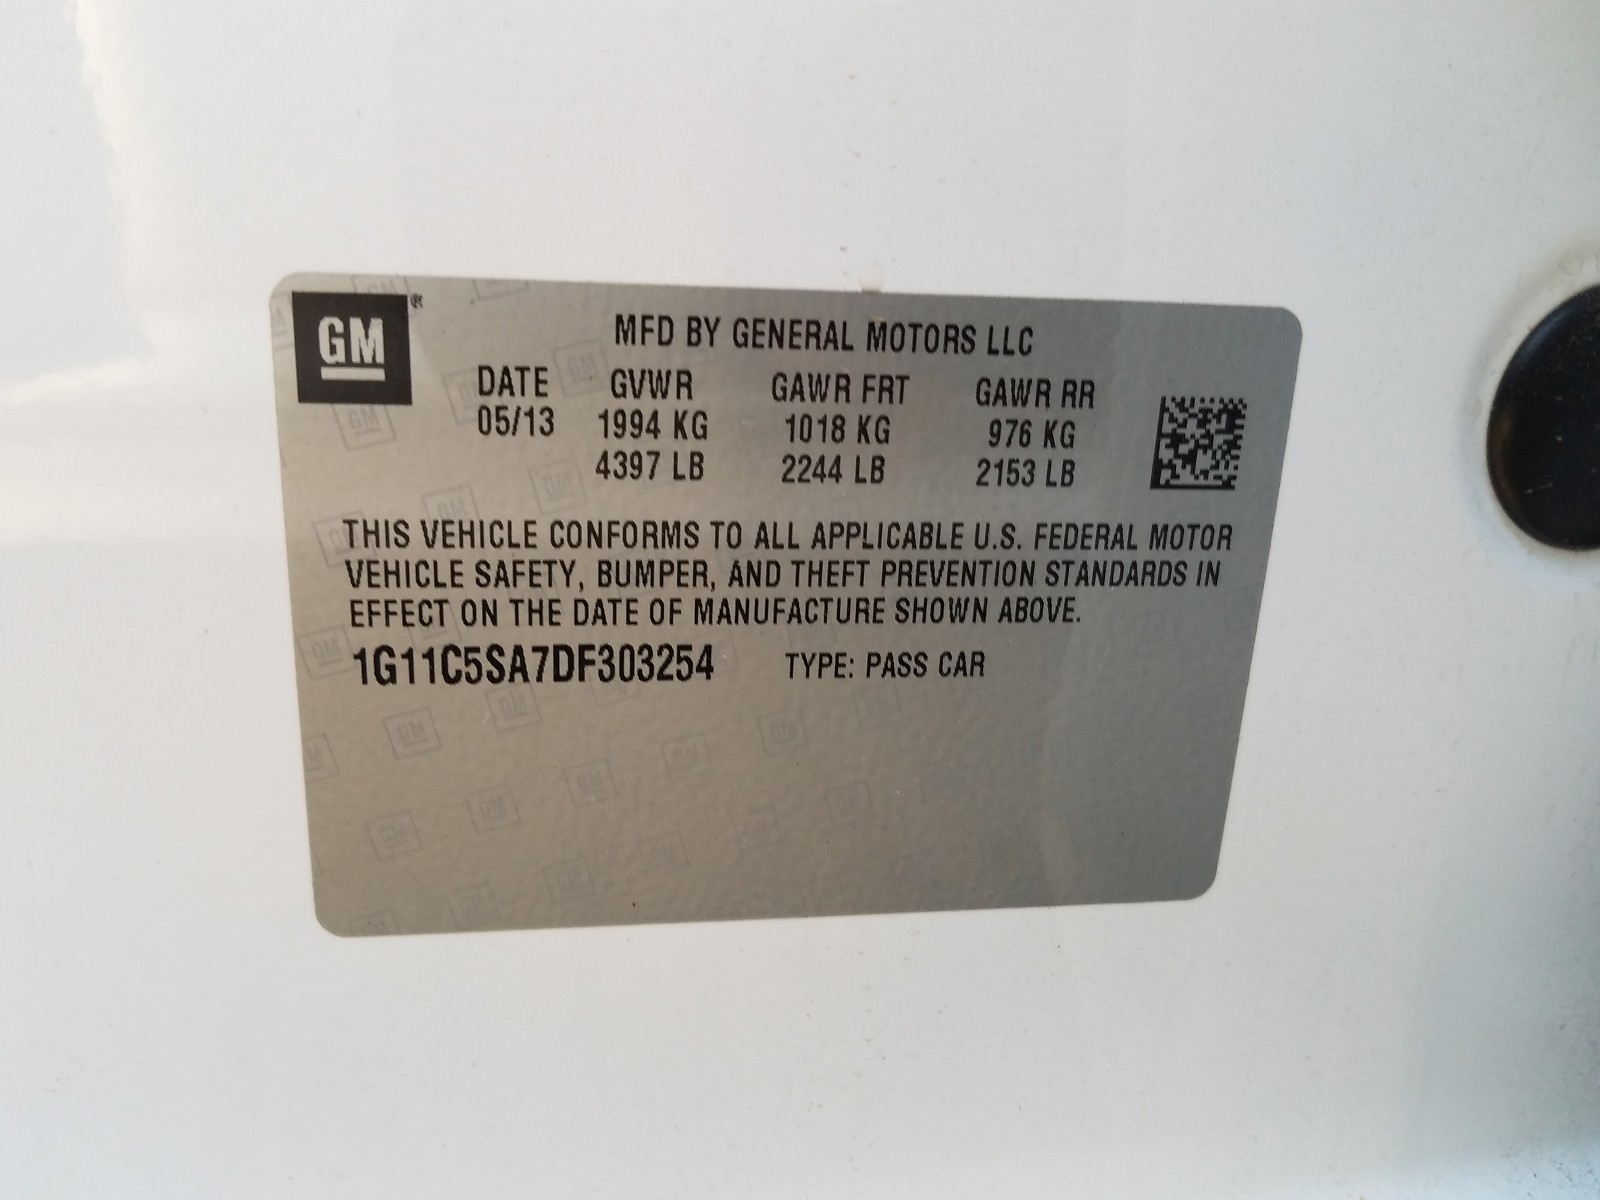 GM®
MFD BY GENERAL MOTORS LLC
DATE GVWR GAWR FRT GAWR RR
05/13 1994 KG 1018 KG 976 KG
4397 LB 2244 LB 2153 LB
THIS VEHICLE CONFORMS TO ALL APPLICABLE U.S. FEDERAL MOTOR
VEHICLE SAFETY, BUMPER, AND THEFT PREVENTION STANDARDS IN
EFFECT ON THE DATE OF MANUFACTURE SHOWN ABOVE.
1G11C5SA7DF303254 TYPE: PASS CAR